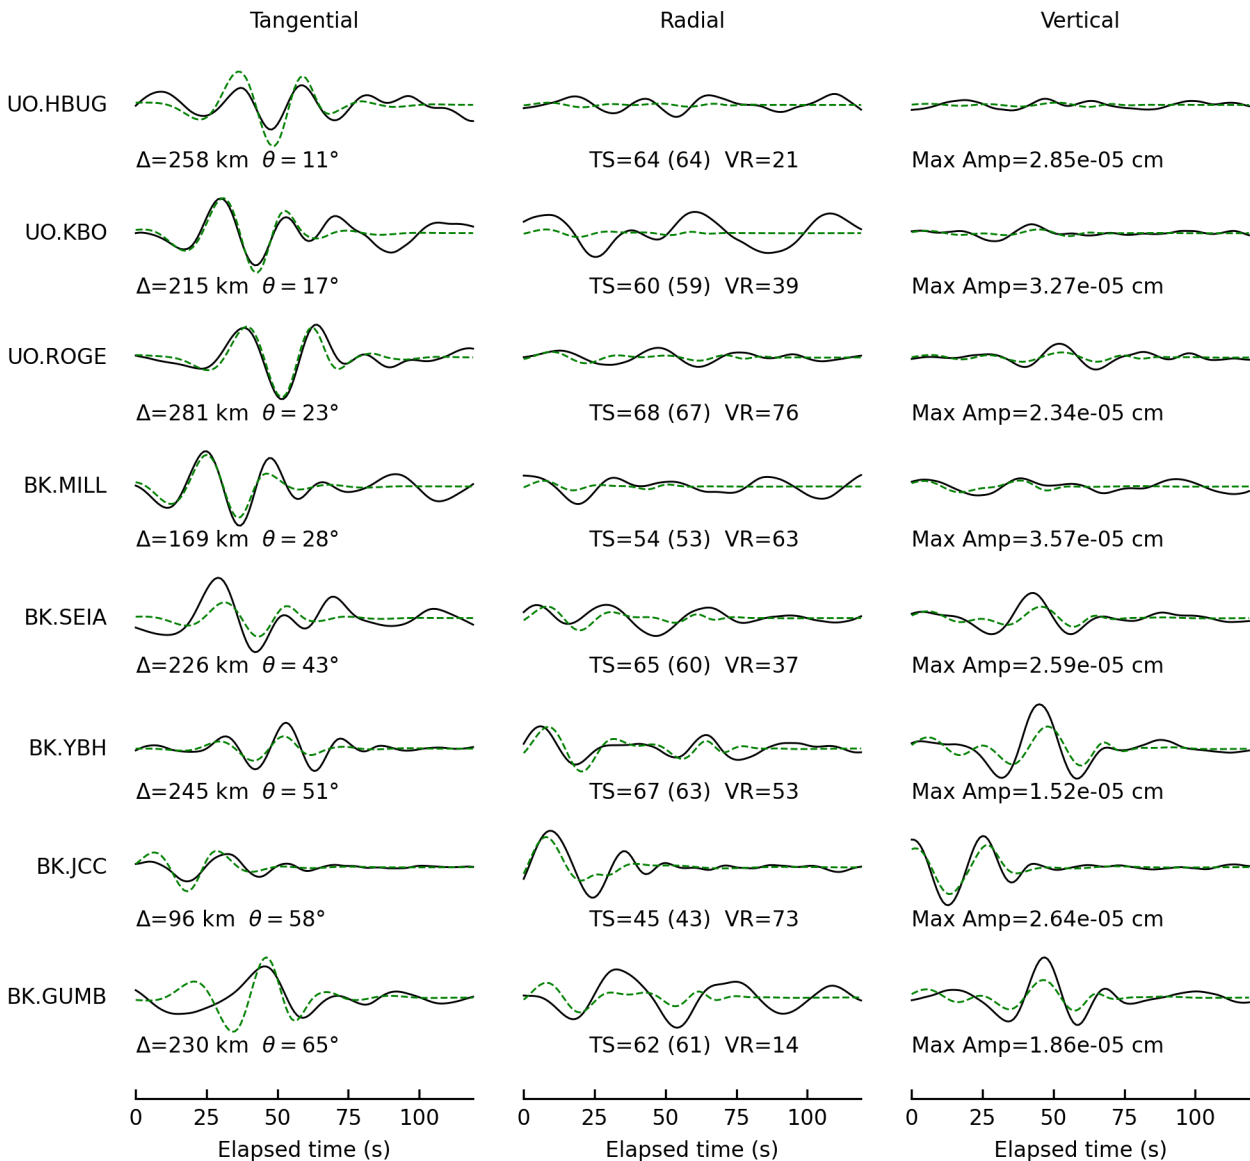 Tangential Radial Vertical
UO.HBUG
Δ=258 km θ = 11° TS=64 (64) VR=21 Max Amp=2.85e-05 cm
UO.KBO
Δ=215 km θ = 17° TS=60 (59) VR=39 Max Amp=3.27e-05 cm
UO.ROGE
Δ=281 km θ = 23° TS=68 (67) VR=76 Max Amp=2.34e-05 cm
BK.MILL
Δ=169 km θ = 28° TS=54 (53) VR=63 Max Amp=3.57e-05 cm
BK.SEIA
Δ=226 km θ = 43° TS=65 (60) VR=37 Max Amp=2.59e-05 cm
BK.YBH
Δ=245 km θ = 51° TS=67 (63) VR=53 Max Amp=1.52e-05 cm
BK.JCC
Δ=96 km θ = 58° TS=45 (43) VR=73 Max Amp=2.64e-05 cm
BK.GUMB
Δ=230 km θ = 65° TS=62 (61) VR=14 Max Amp=1.86e-05 cm
0 25 50 75 100 0 25 50 75 100 0 25 50 75 100
Elapsed time (s) Elapsed time (s) Elapsed time (s)